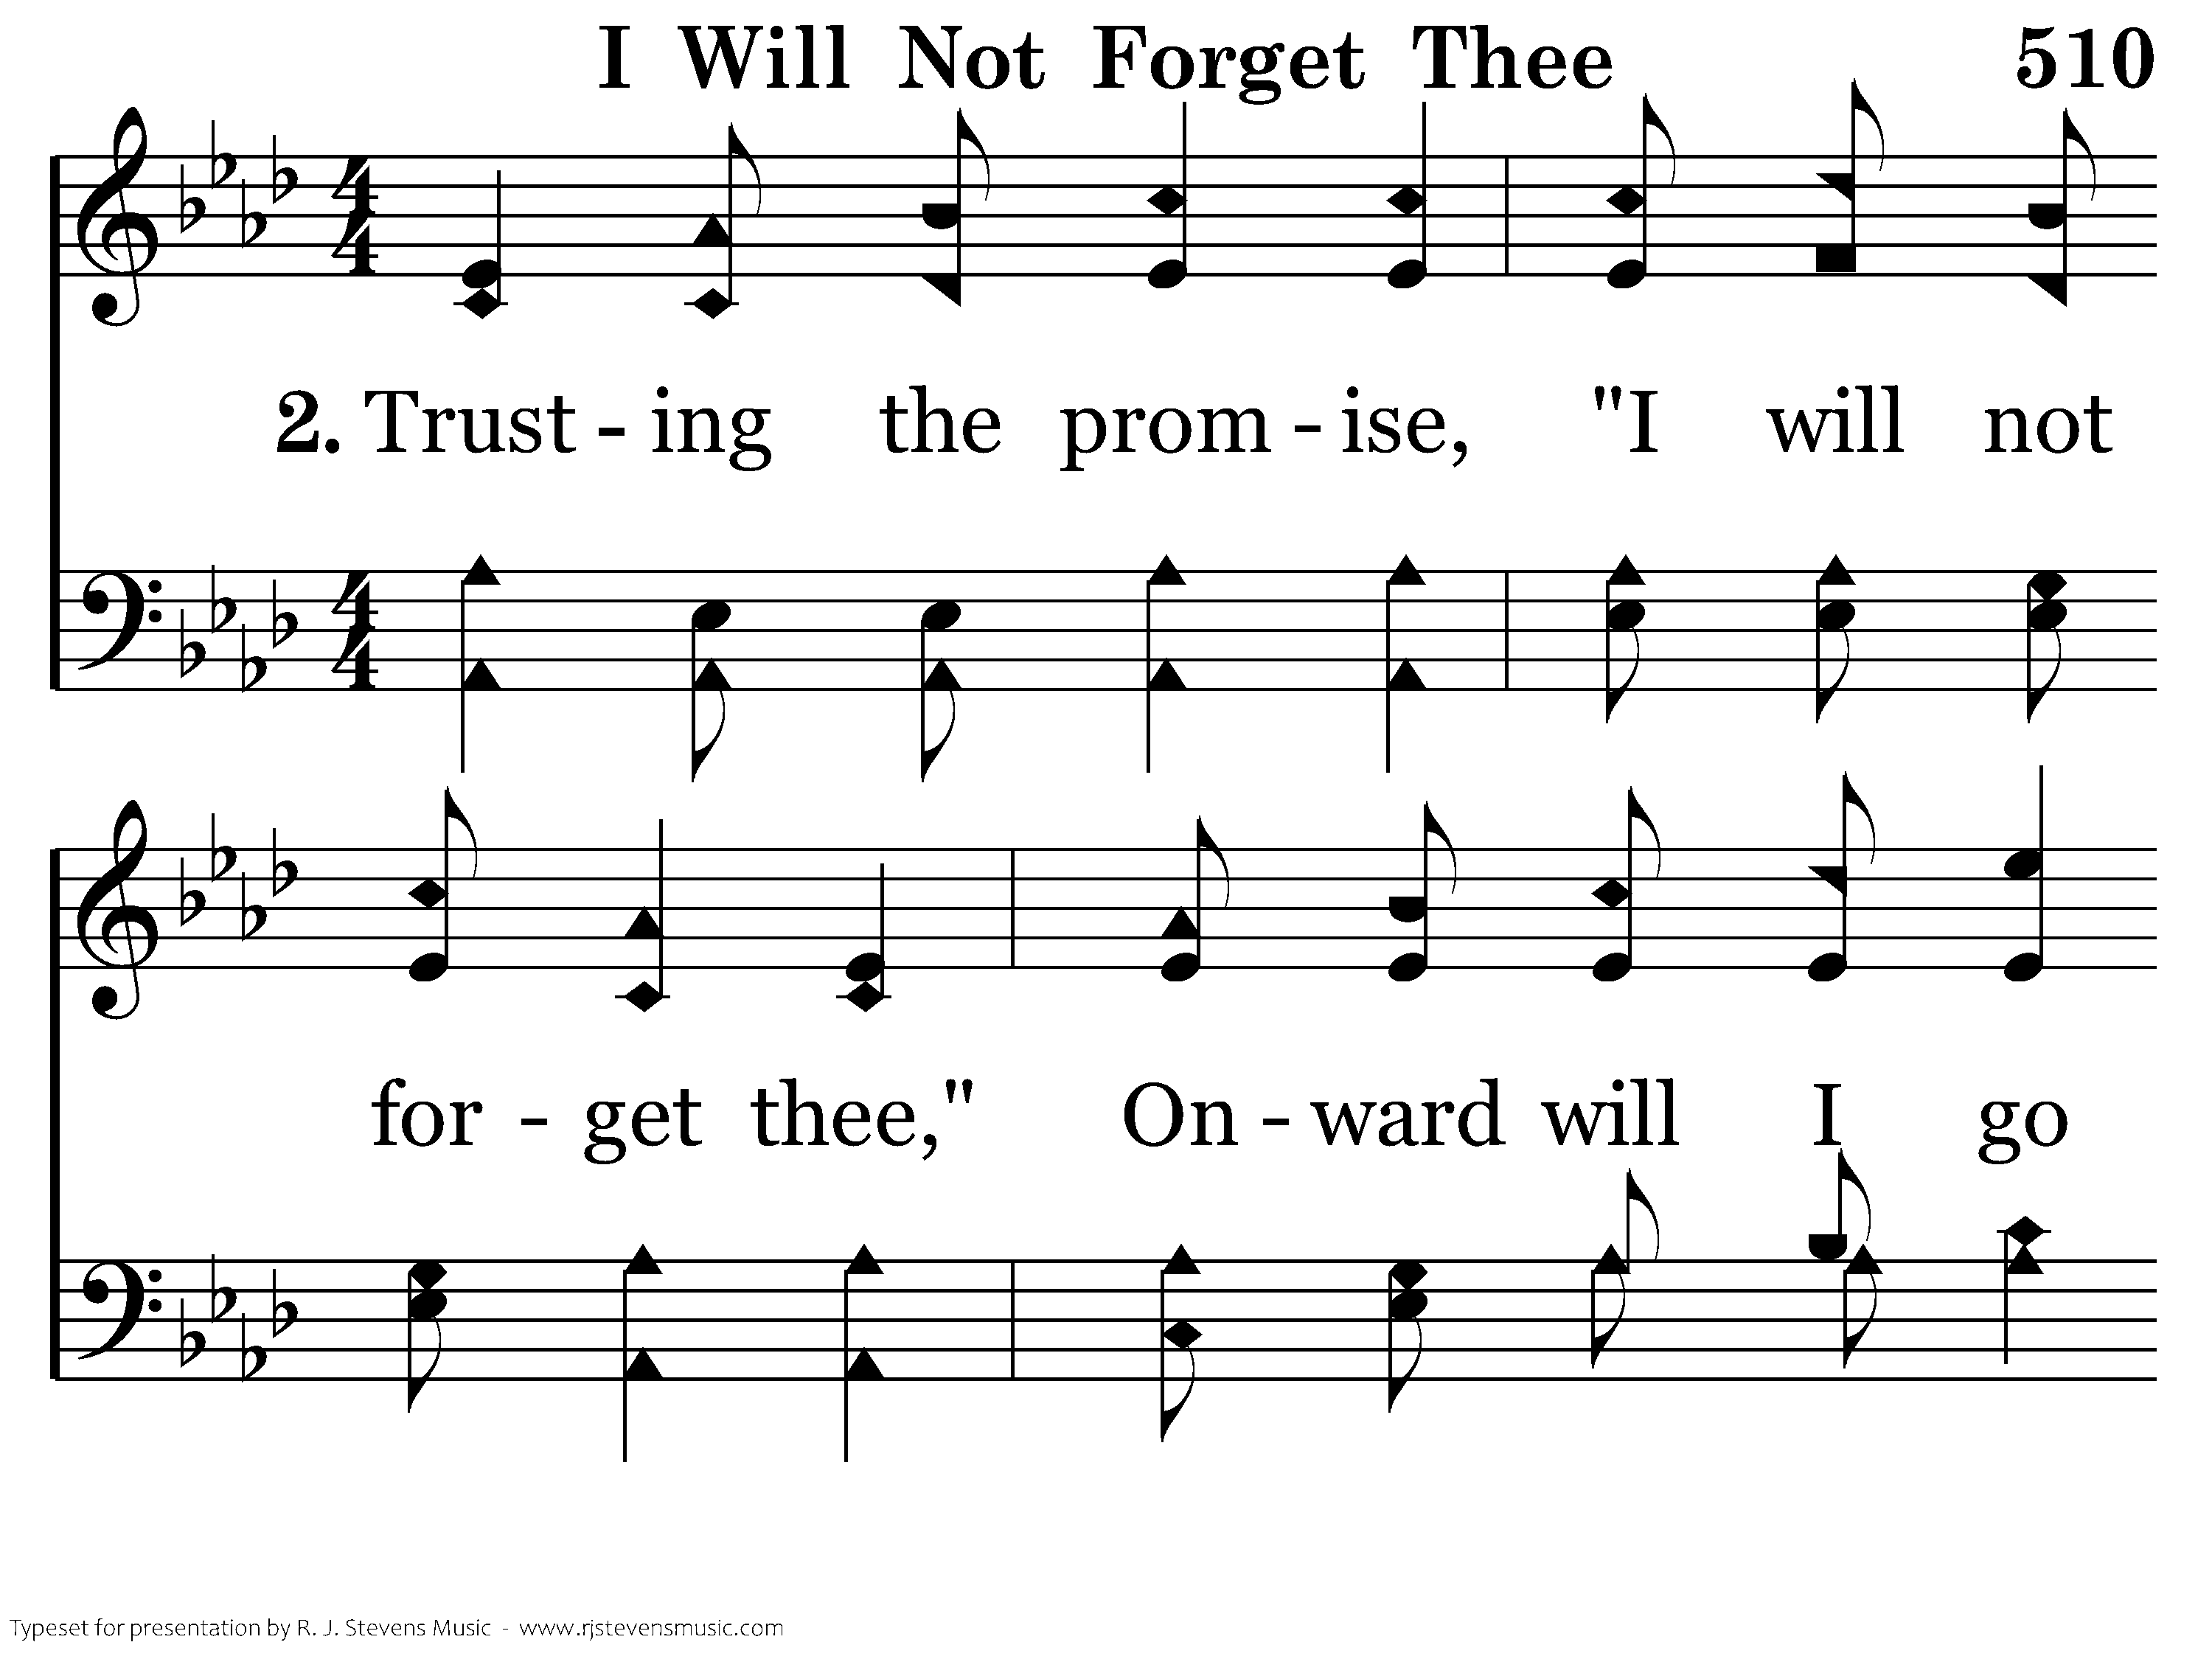 I Will Not Forget Thee 510
2. Trust - ing the prom - ise, "I will not
for - get thee," On - ward will I go
Typeset for presentation by R. J. Stevens Music - www.rjstevensmusic.com